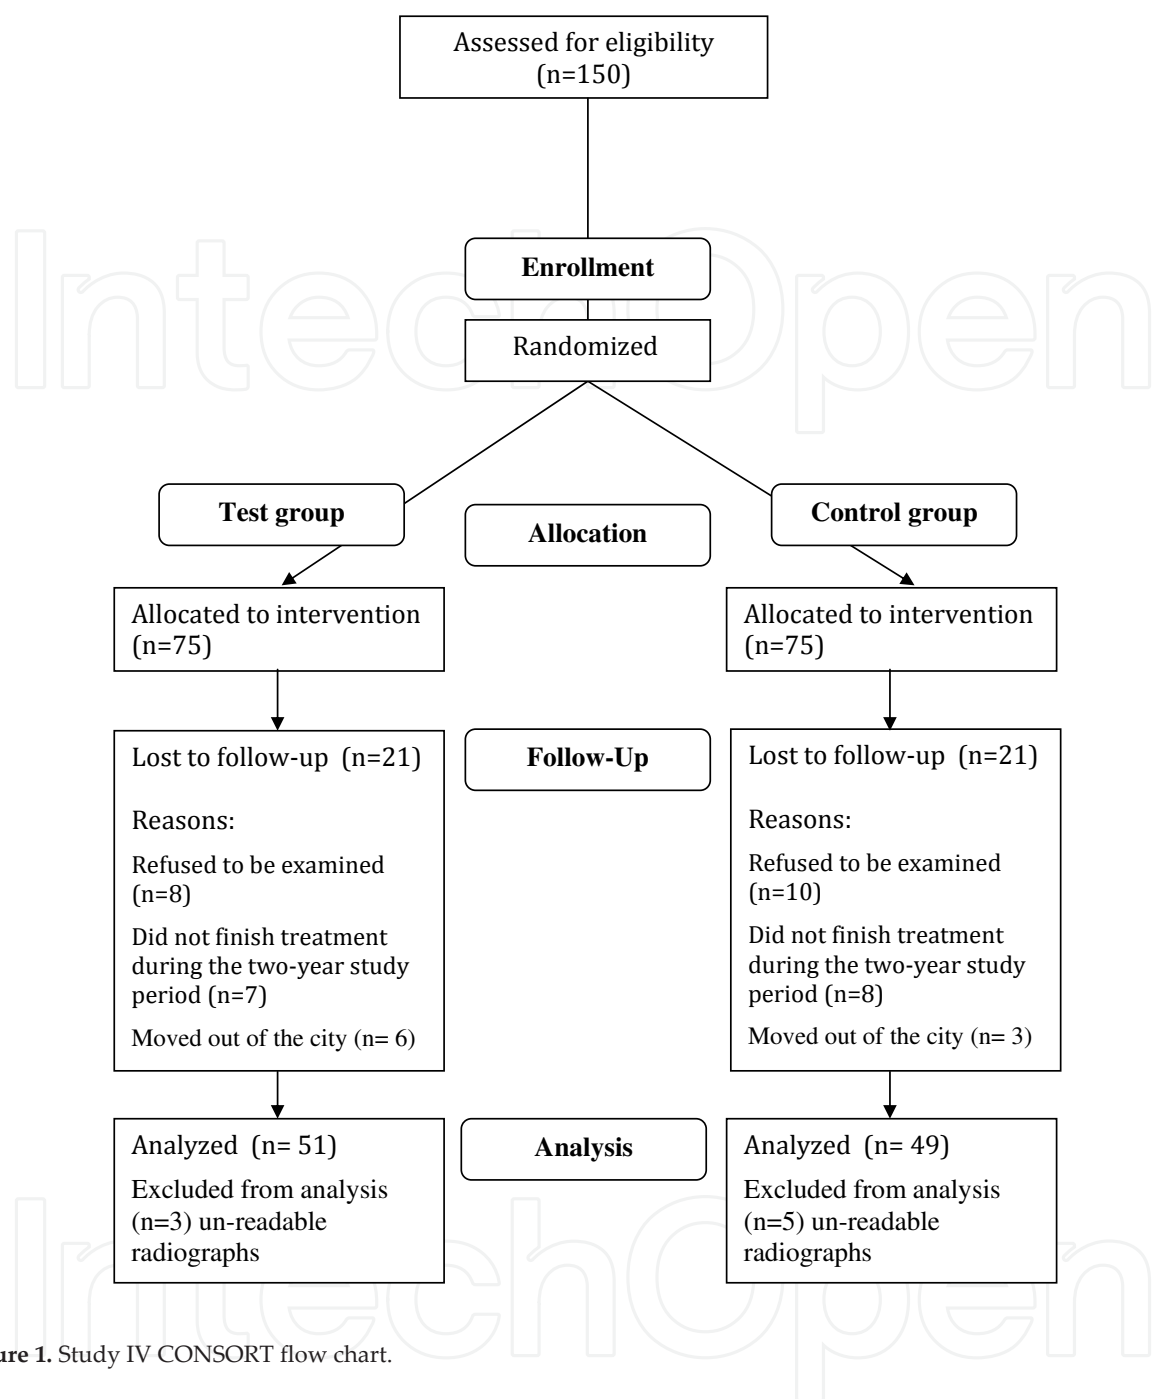 Assessed for eligibility
(n=150)
Enrollment
Randomized
Test group
Allocation
Control group
Allocated to intervention
(n=75)
Allocated to intervention
(n=75)
Lost to follow-up (n=21)
Reasons:
Refused to be examined
(n=8)
Did not finish treatment
during the two-year study
period (n=7)
Moved out of the city (n= 6)
Follow-Up
Lost to follow-up (n=21)
Reasons:
Refused to be examined
(n=10)
Did not finish treatment
during the two-year study
period (n=8)
Moved out of the city (n= 3)
Analyzed (n= 51)
Excluded from analysis
(n=3) un-readable
radiographs
Analysis
Analyzed (n= 49)
Excluded from analysis
(n=5) un-readable
radiographs
ure 1. Study IV CONSORT flow chart.
IntechOpen
IntechOpen